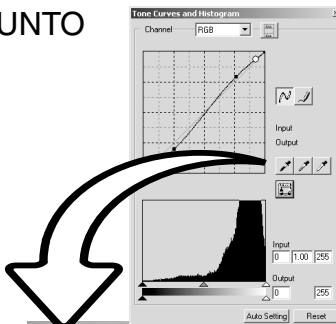 UNTO
Tone Curves and Histogram
Channel RGB
Input
Output
Input
0 1.00 255
Output
0 255
Auto Setting Reset